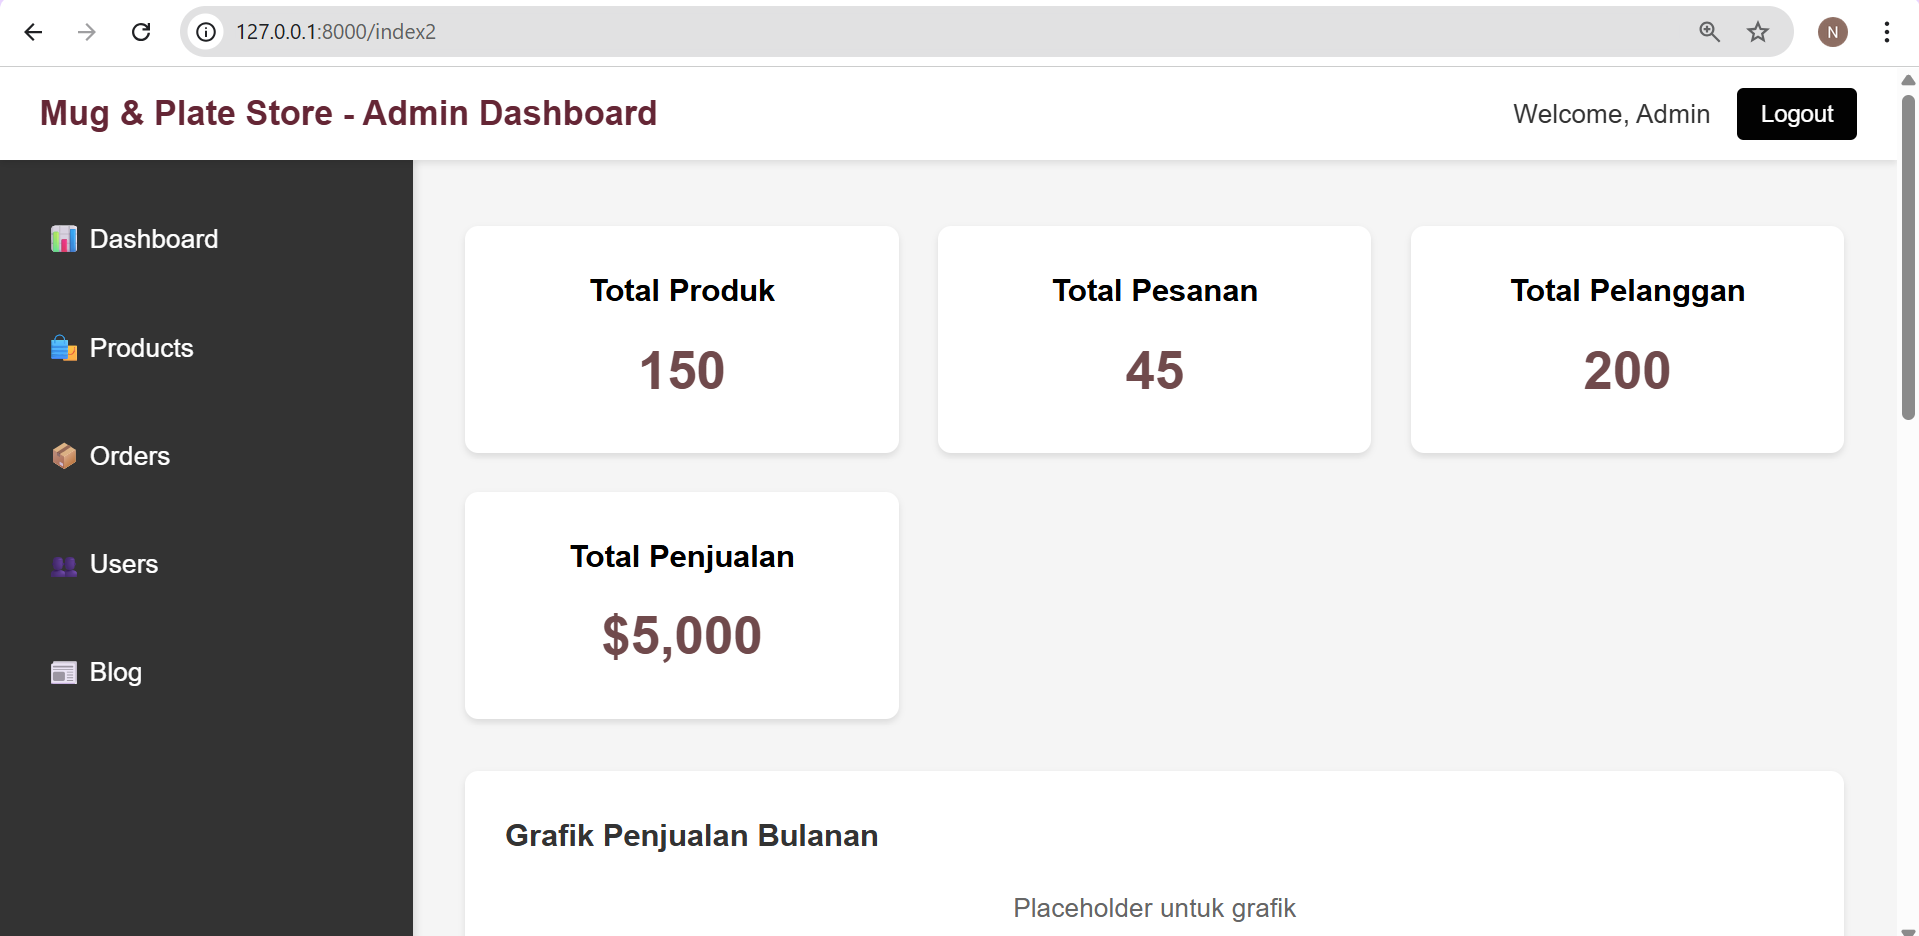 127.0.0.1:8000/index2
N
Mug & Plate Store - Admin Dashboard
Welcome, Admin
Logout
Dashboard
Products
Orders
Users
Blog
Total Produk
150
Total Pesanan
45
Total Pelanggan
200
Total Penjualan
$5,000
Grafik Penjualan Bulanan
Placeholder untuk grafik